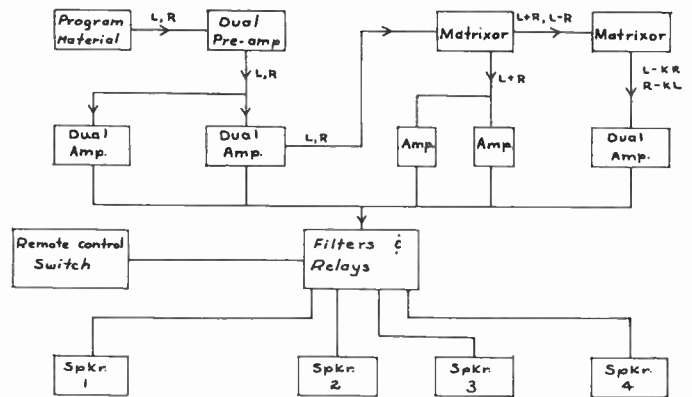 Program
Material
L, R
Dual
Pre-amp
L, R
Matrixor
L+R, L-R
Matrixor
L+R
L-KR
R-KL
Dual
Amp.
Dual
Amp.
L, R
Amp
Amp.
Dual
Amp.
Remote control
Switch
Filters &
Relays
Spkr.
1
Spkr.
2
Spkr.
3
Spkr.
4